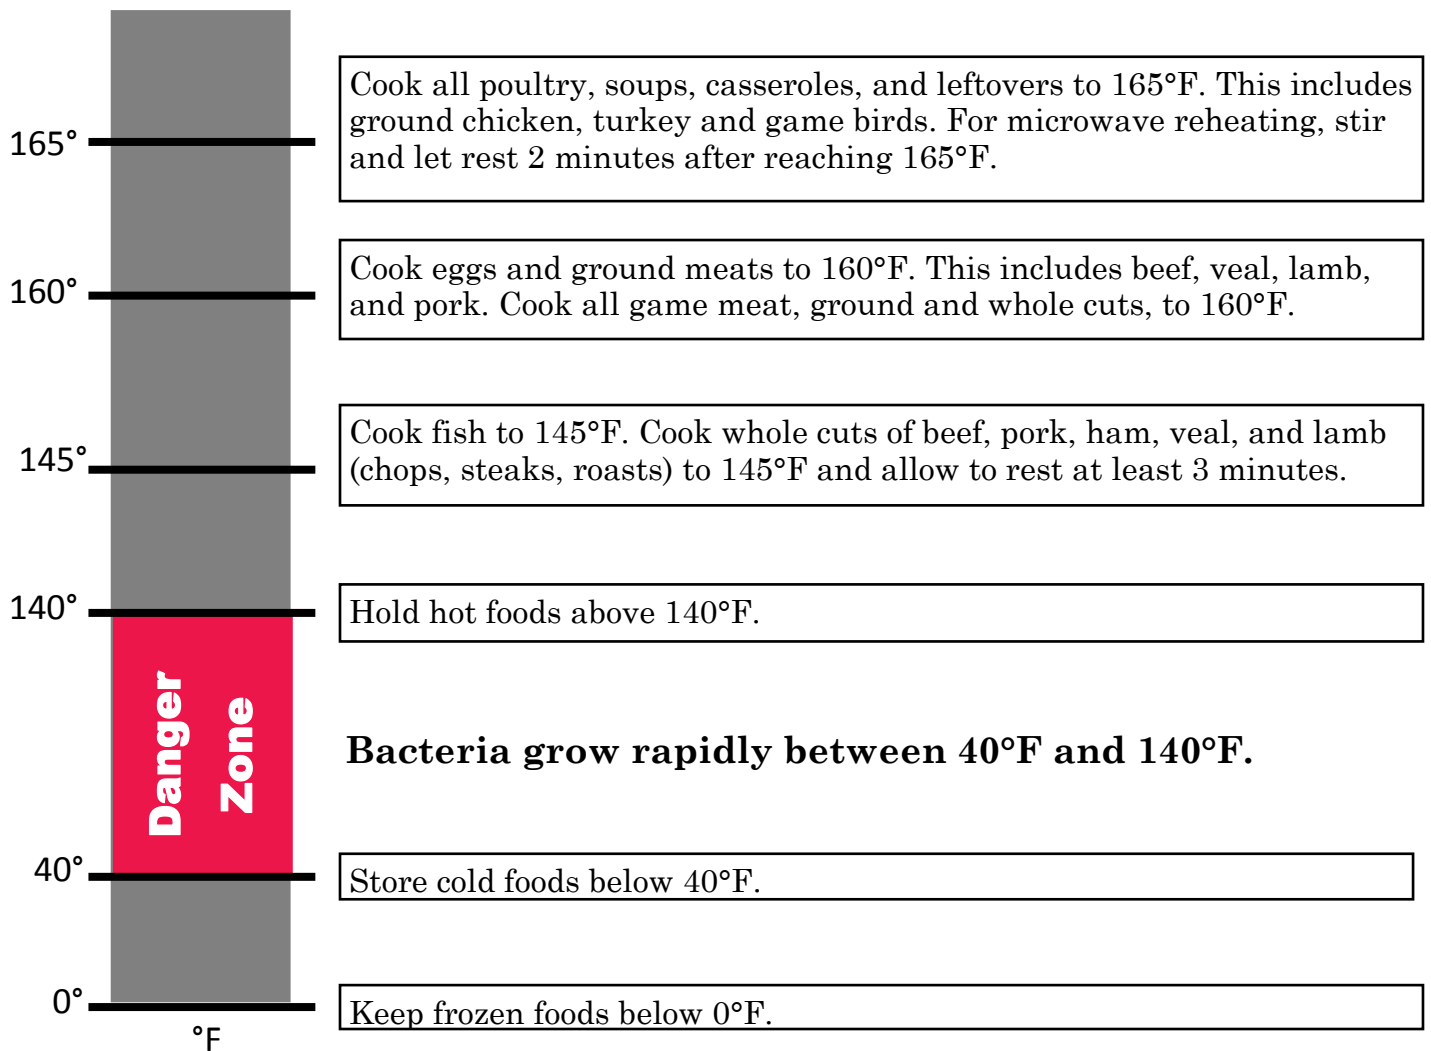 165°
Cook all poultry, soups, casseroles, and leftovers to 165°F. This includes
ground chicken, turkey and game birds. For microwave reheating, stir
and let rest 2 minutes after reaching 165°F.
160°
Cook eggs and ground meats to 160°F. This includes beef, veal, lamb,
and pork. Cook all game meat, ground and whole cuts, to 160°F.
145°
Cook fish to 145°F. Cook whole cuts of beef, pork, ham, veal, and lamb
(chops, steaks, roasts) to 145°F and allow to rest at least 3 minutes.
140°
Hold hot foods above 140°F.
Danger
Zone
Bacteria grow rapidly between 40°F and 140°F.
40°
Store cold foods below 40°F.
0°
Keep frozen foods below 0°F.
°F